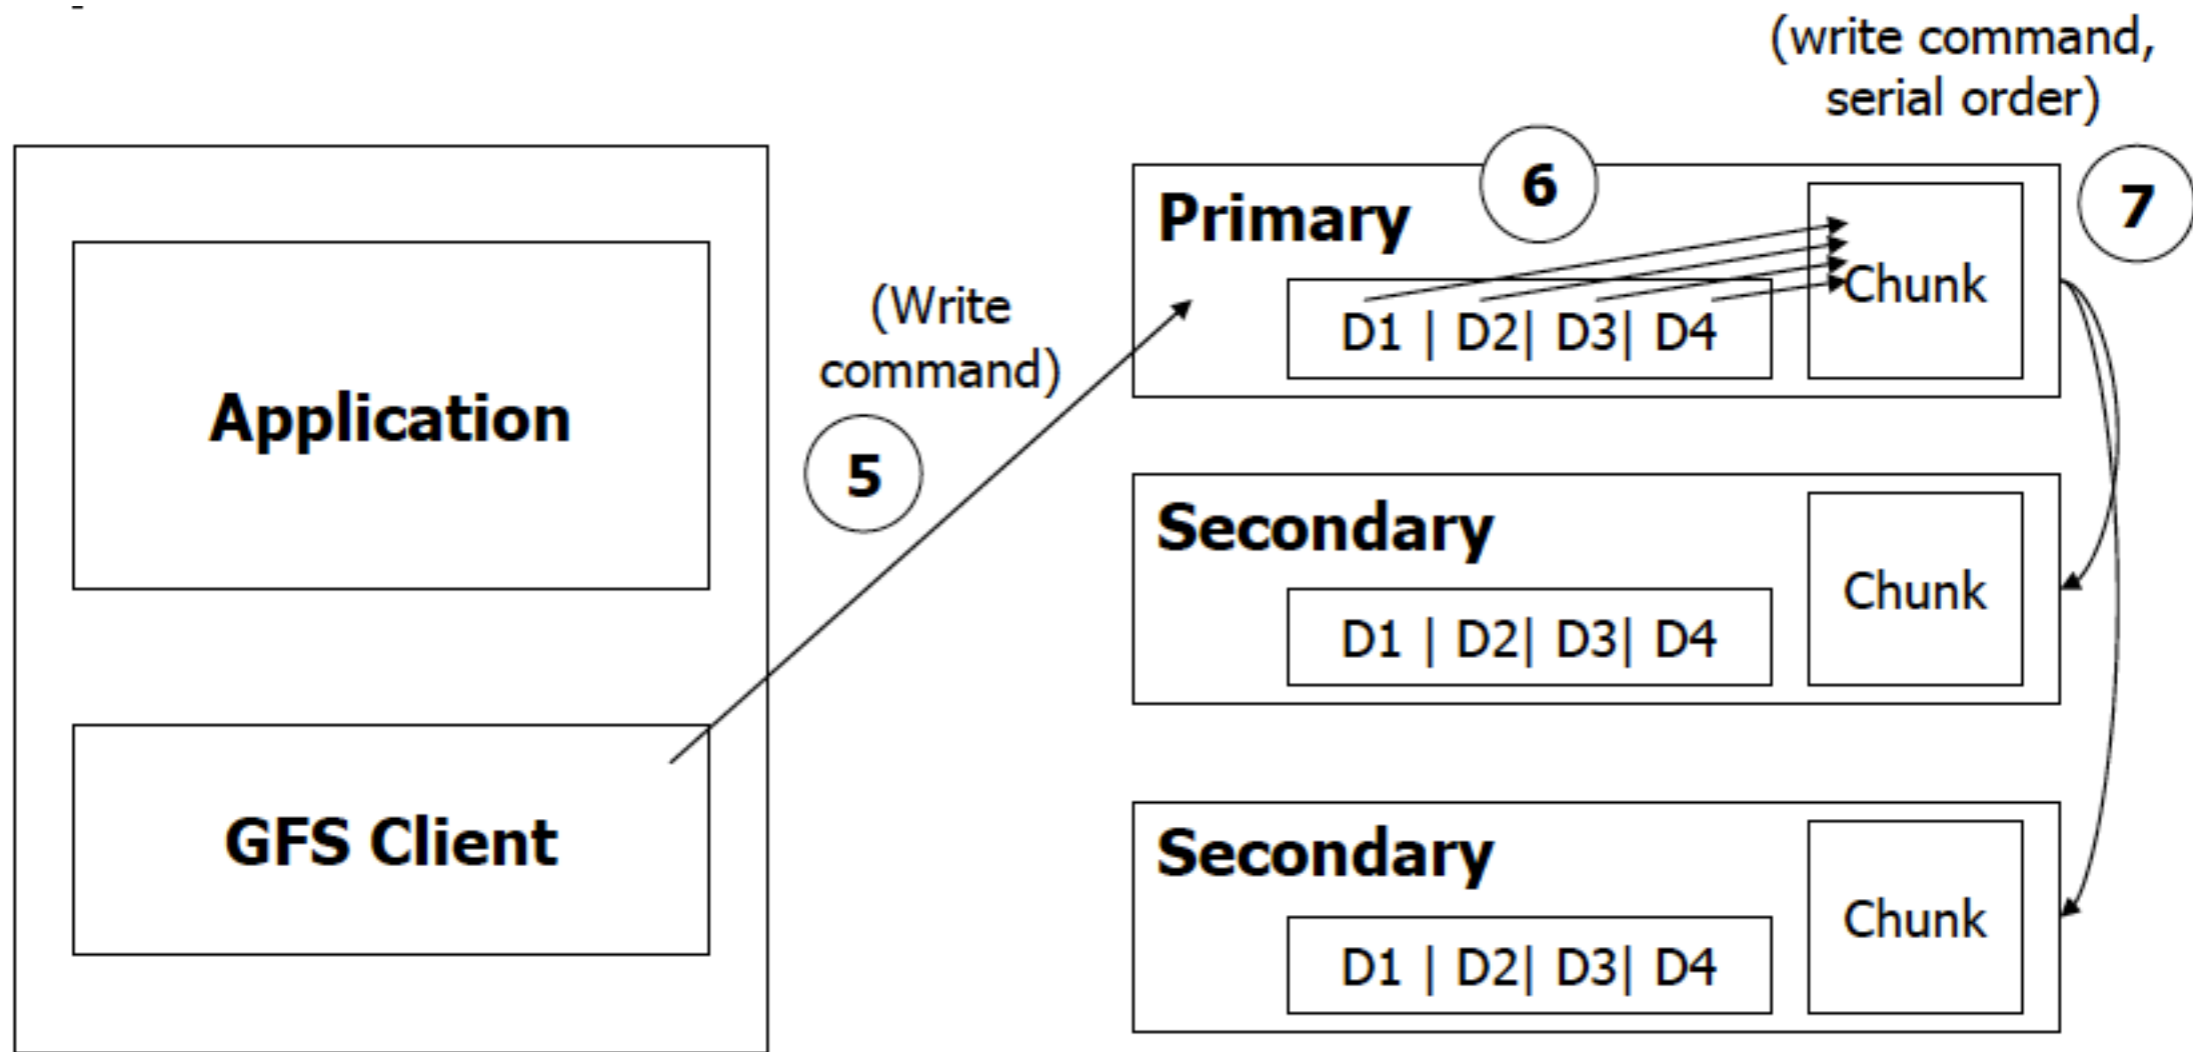 (write command,
serial order)
6
7
Primary
Chunk
D1 | D2| D3| D4
(Write
command)
5
Application
Secondary
Chunk
D1 | D2| D3| D4
GFS Client
Secondary
Chunk
D1 | D2| D3| D4